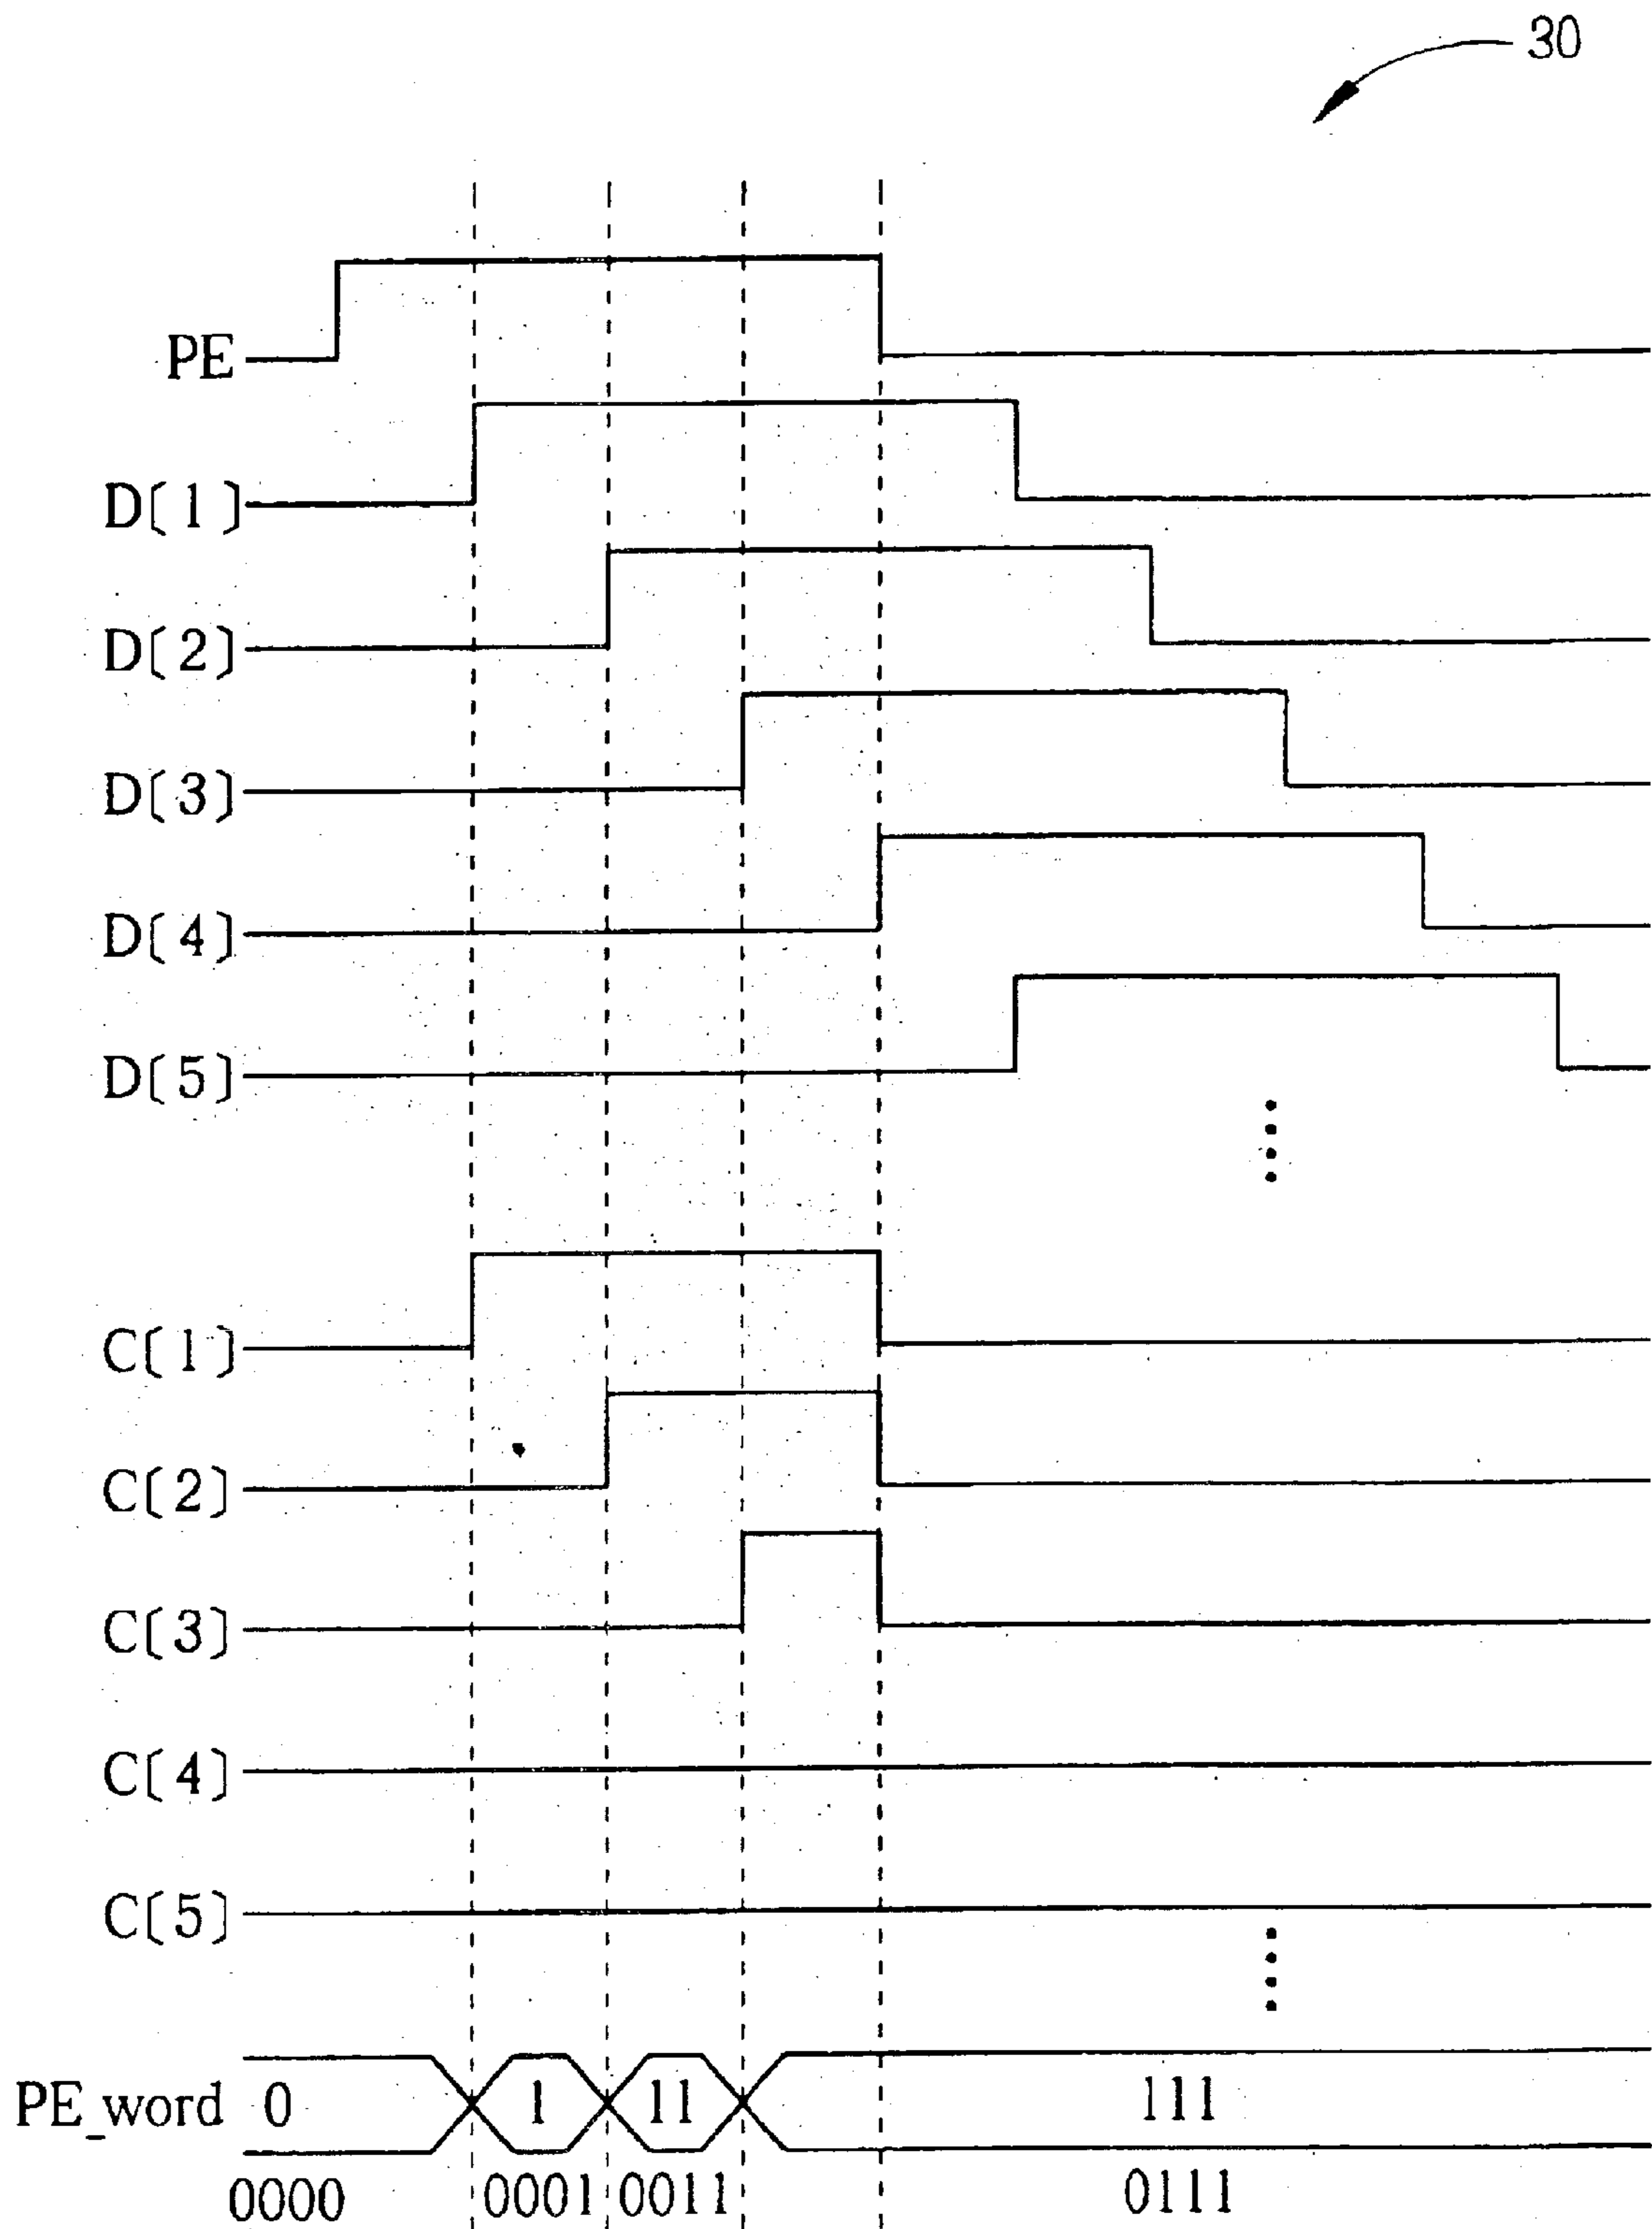 30
PE
D[1]
D[2]
D[3]
D[4]
D[5]
C[1]
C[2]
C[3]
C[4]
C[5]
PE_word 0 1 11 111
0000 0001 0011 0111